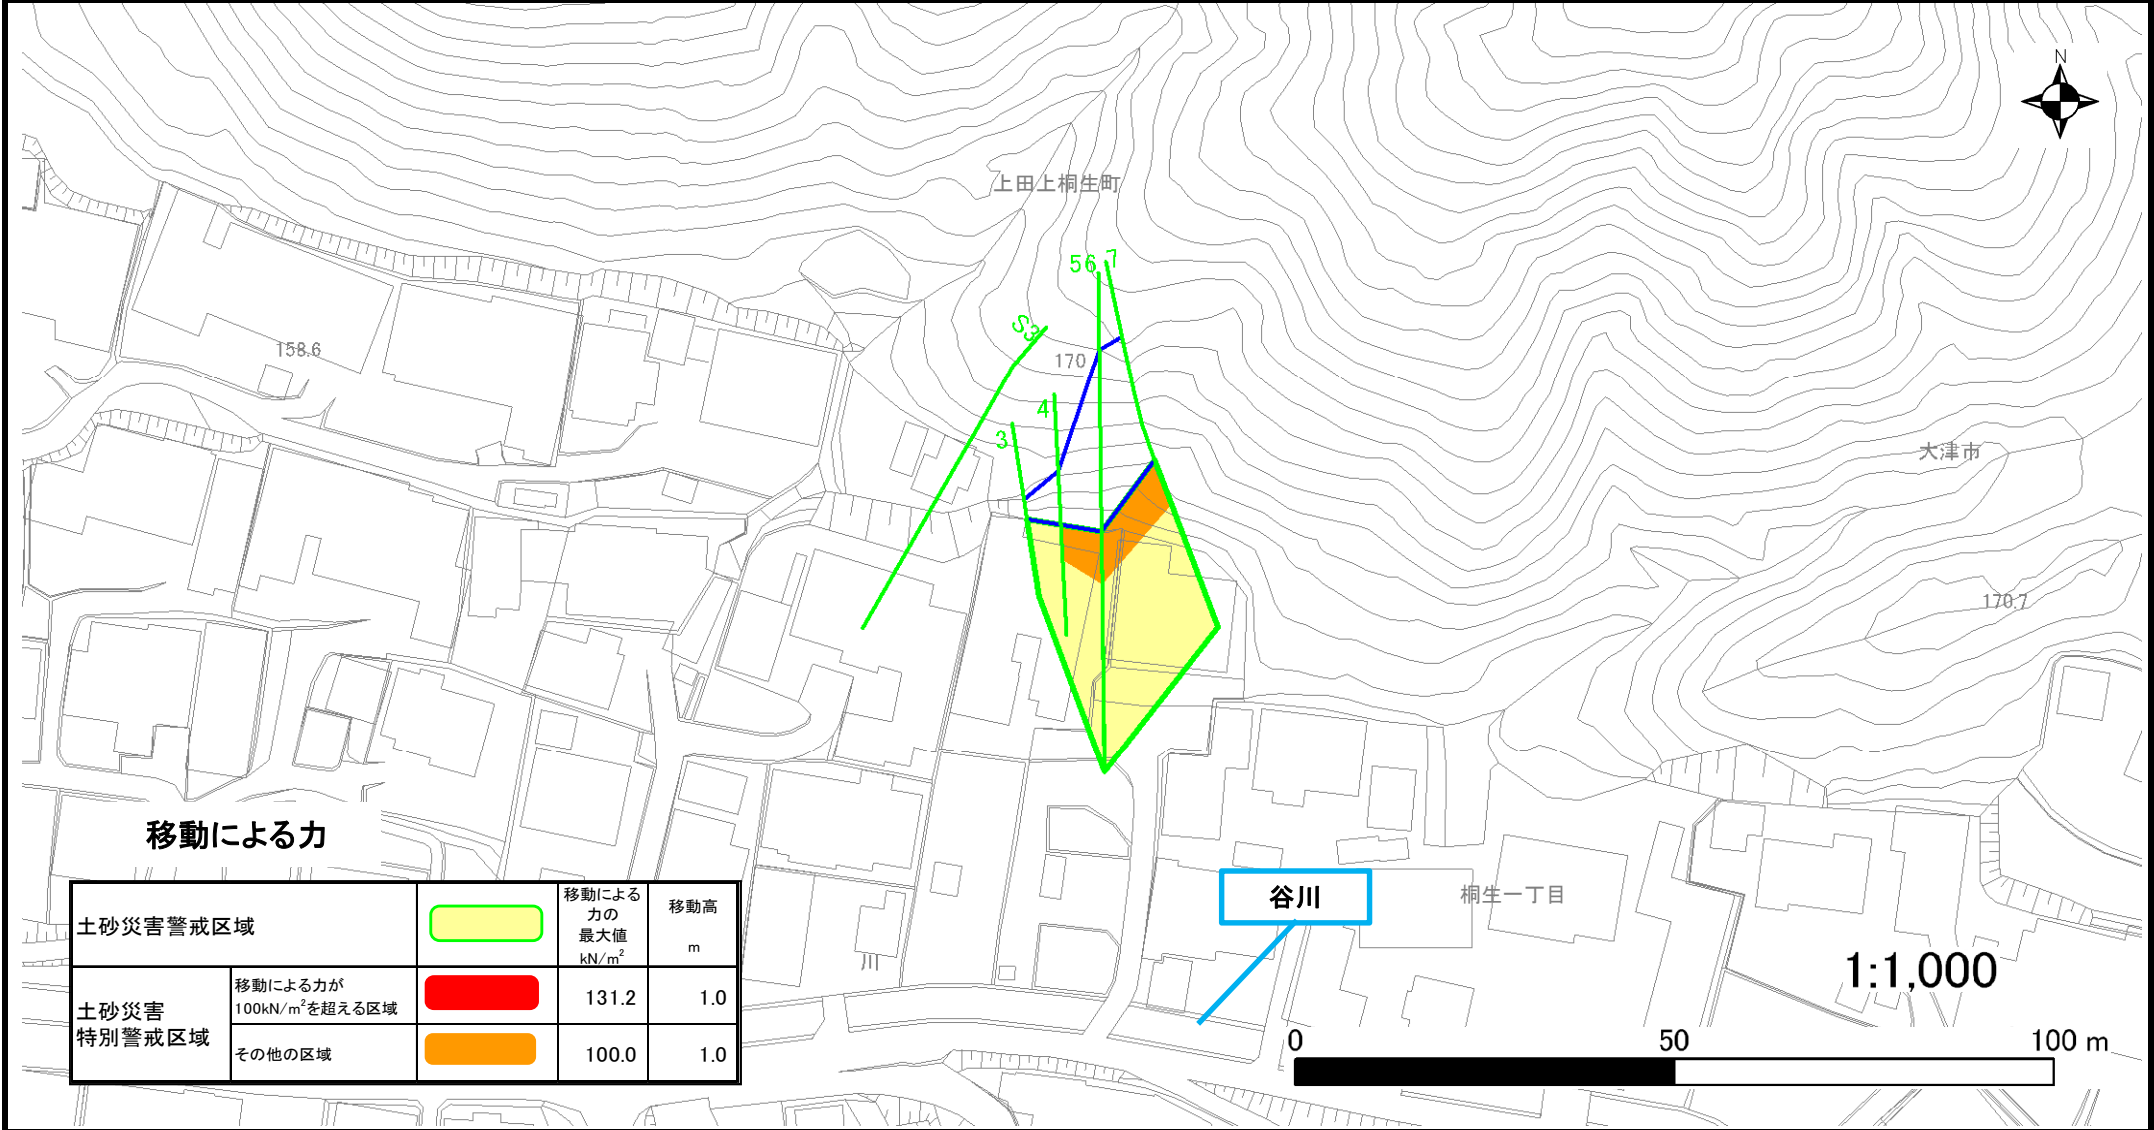 N
上田上桐生町
56
7
S3
158.6
170
4
3
大津市
170.7
移動による力
土砂災害警戒区域
移動による
力の
最大値
kN/m²
移動高
m
土砂災害
特別警戒区域
移動による力が
100kN/m²を超える区域
131.2
1.0
その他の区域
100.0
1.0
川
谷川
桐生一丁目
1:1,000
0
50
100 m